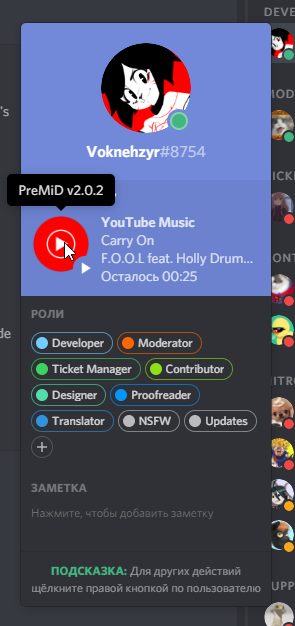 DEVE
's
Voknehzyr#8754
PreMiD v2.0.2
YouTube Music
Carry On
F.O.O.L feat. Holly Drum...
Осталось 00:25
РОЛИ
Developer
Moderator
Ticket Manager
Contributor
Designer
Proofreader
Translator
NSFW
Updates
ЗАМЕТКА
Нажмите, чтобы добавить заметку
ПОДСКАЗКА: Для других действий
щёлкните правой кнопкой по пользователю
de
MOD
ICKE
ONT
ITRO
UPP